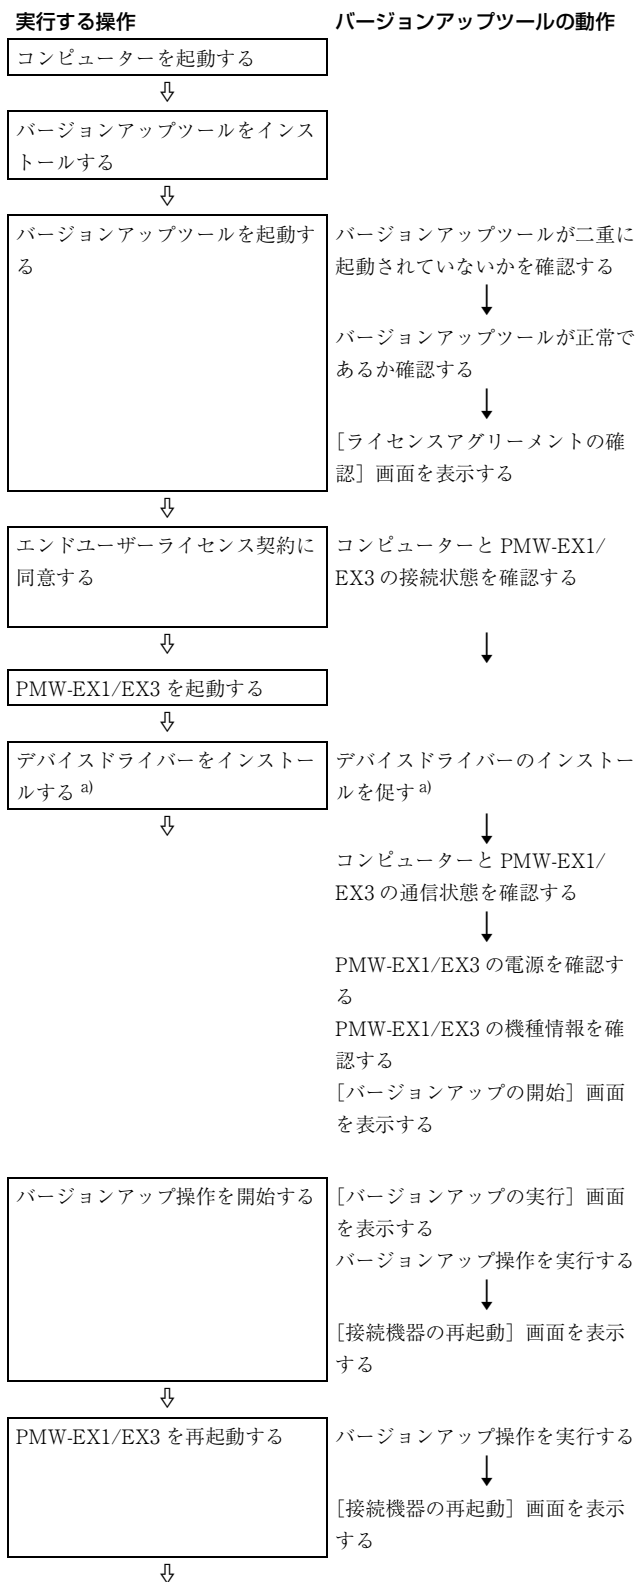 実行する操作
バージョンアップツールの動作
コンピューターを起動する
バージョンアップツールをインス
トールする
バージョンアップツールを起動す
る
バージョンアップツールが二重に
起動されていないかを確認する
バージョンアップツールが正常で
あるか確認する
［ライセンスアグリーメントの確
認］画面を表示する
エンドユーザーライセンス契約に
同意する
コンピューターと PMW-EX1/
EX3 の接続状態を確認する
PMW-EX1/EX3 を起動する
デバイスドライバーをインストー
ルする a)
デバイスドライバーのインストー
ルを促す a)
コンピューターと PMW-EX1/
EX3 の通信状態を確認する
PMW-EX1/EX3 の電源を確認す
る
PMW-EX1/EX3 の機種情報を確
認する
［バージョンアップの開始］画面
を表示する
バージョンアップ操作を開始する
［バージョンアップの実行］画面
を表示する
バージョンアップ操作を実行する
［接続機器の再起動］画面を表示
する
PMW-EX1/EX3 を再起動する
バージョンアップ操作を実行する
［接続機器の再起動］画面を表示
する